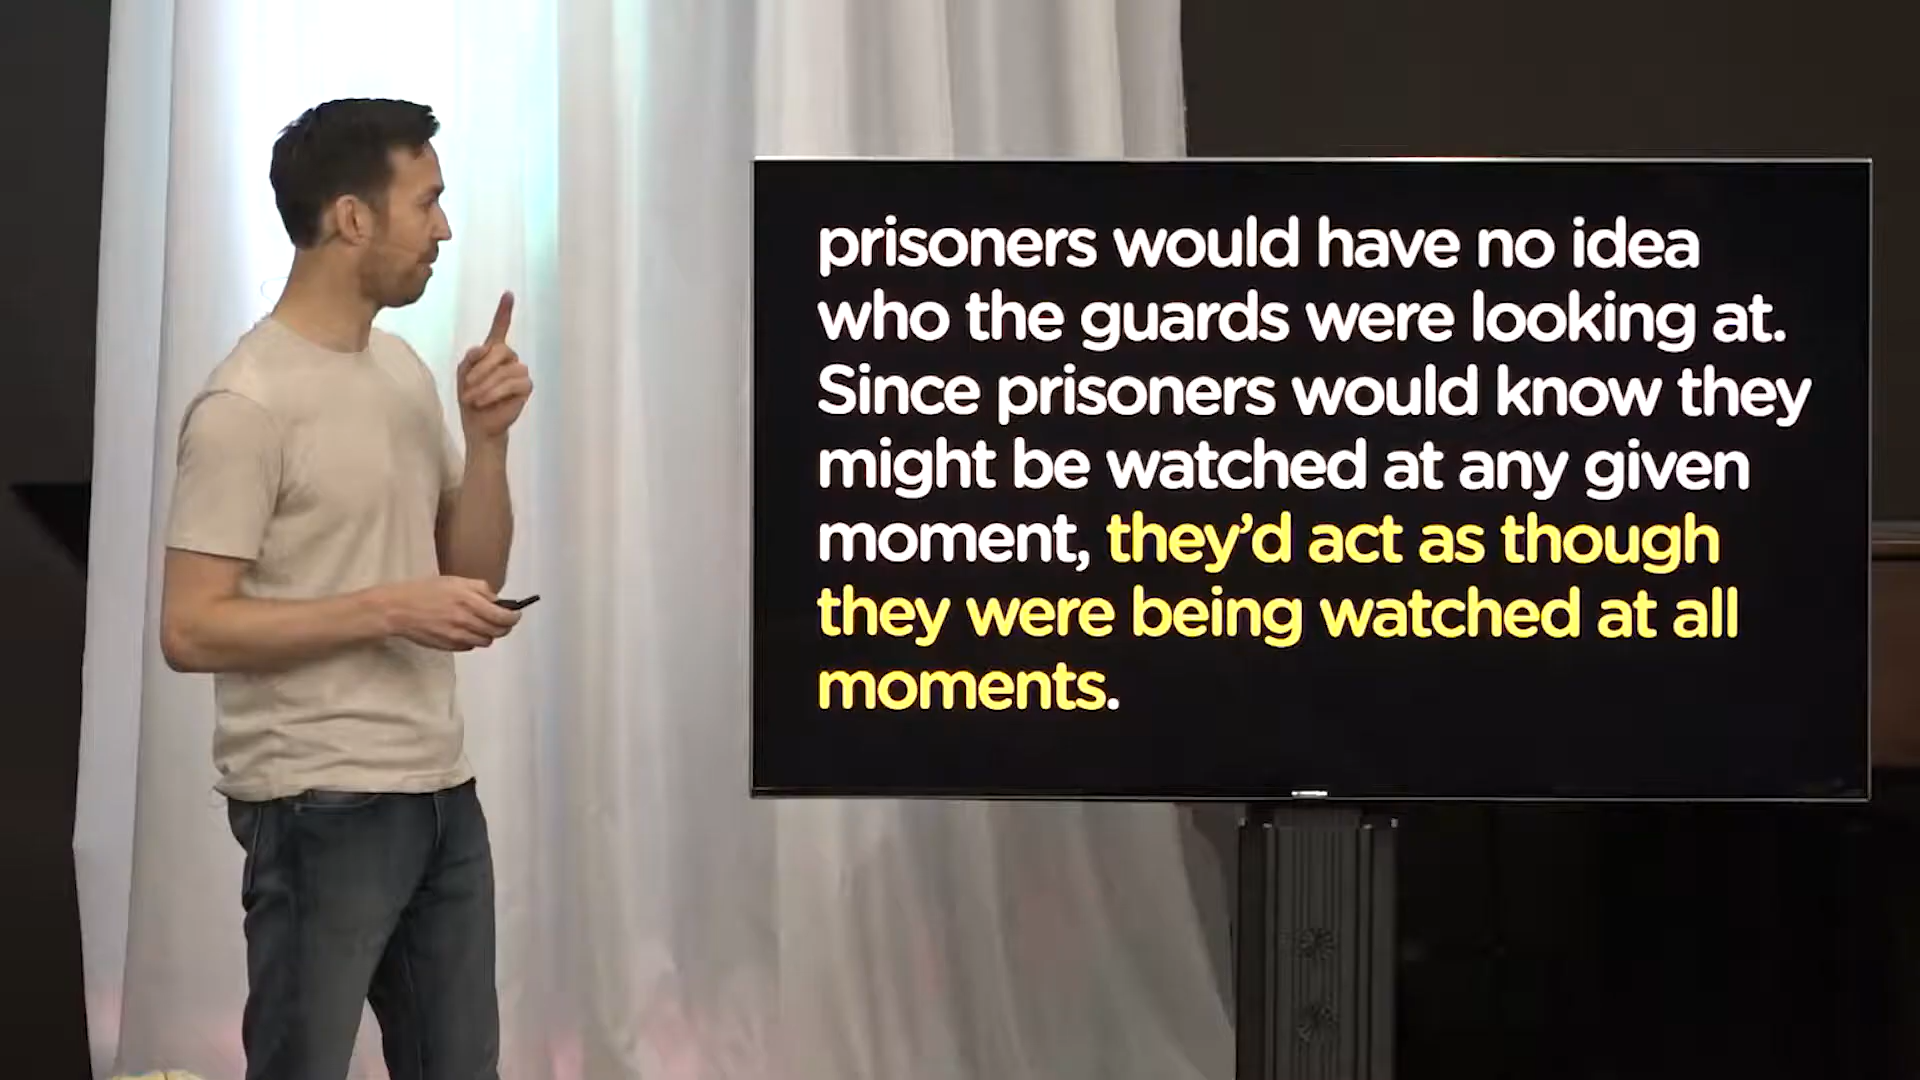 prisoners would have no idea
who the guards were looking at.
Since prisoners would know they
might be watched at any given
moment, they’d act as though
they were being watched at all
moments.